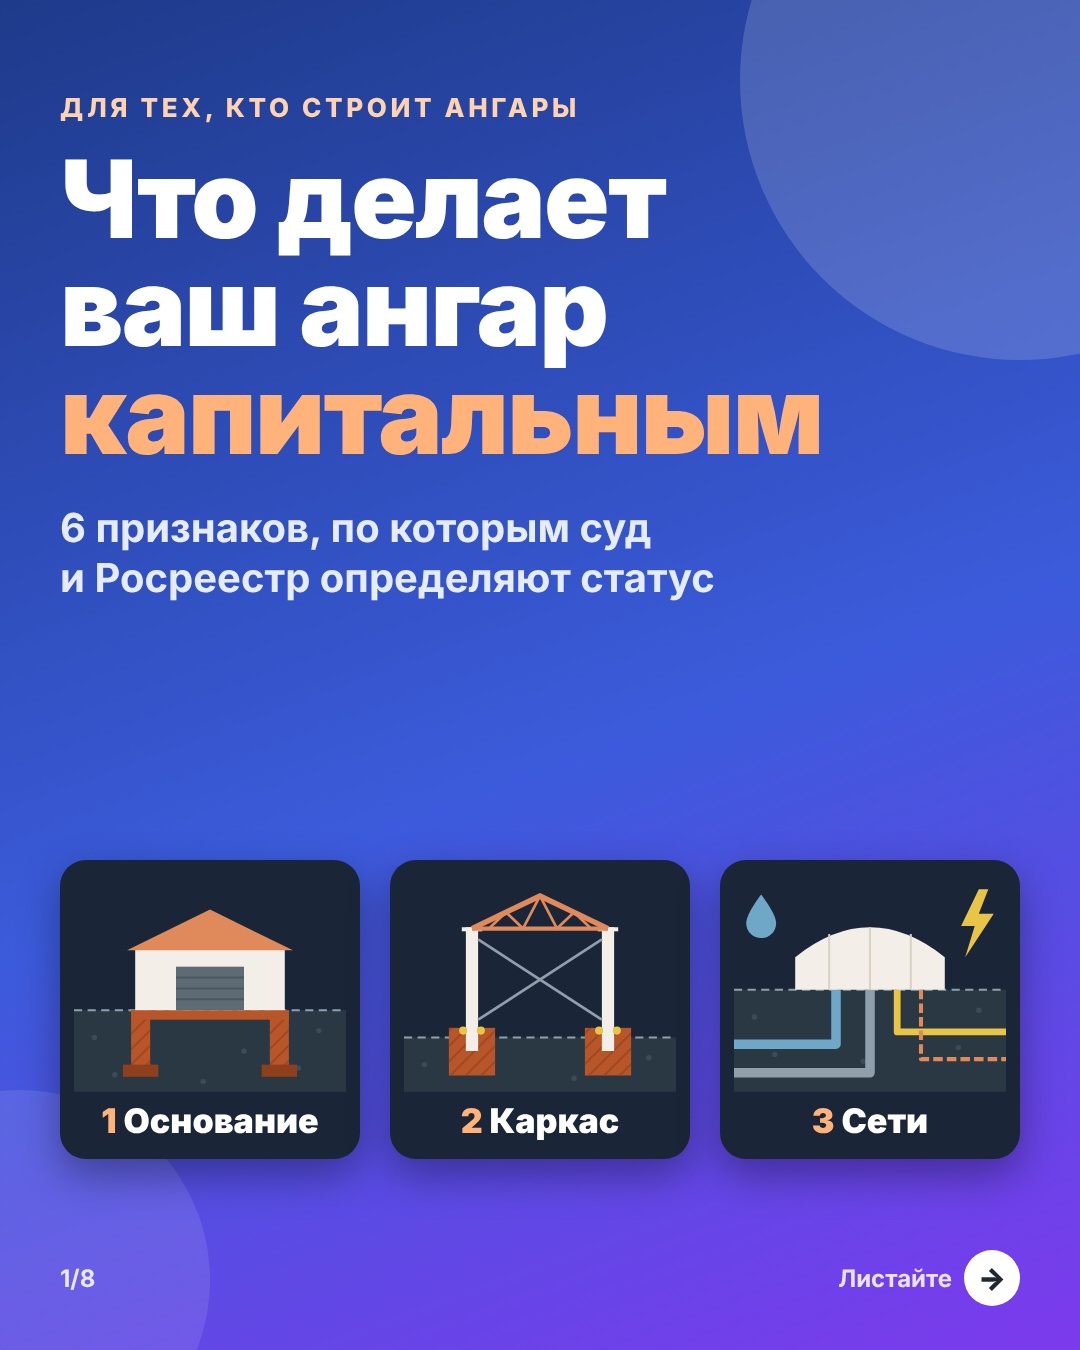 ДЛЯ ТЕХ, КТО СТРОИТ АНГАРЫ
Что делает
ваш ангар
капитальным
6 признаков, по которым суд
и Росреестр определяют статус
1 Основание
2 Каркас
3 Сети
1/8
Листайте